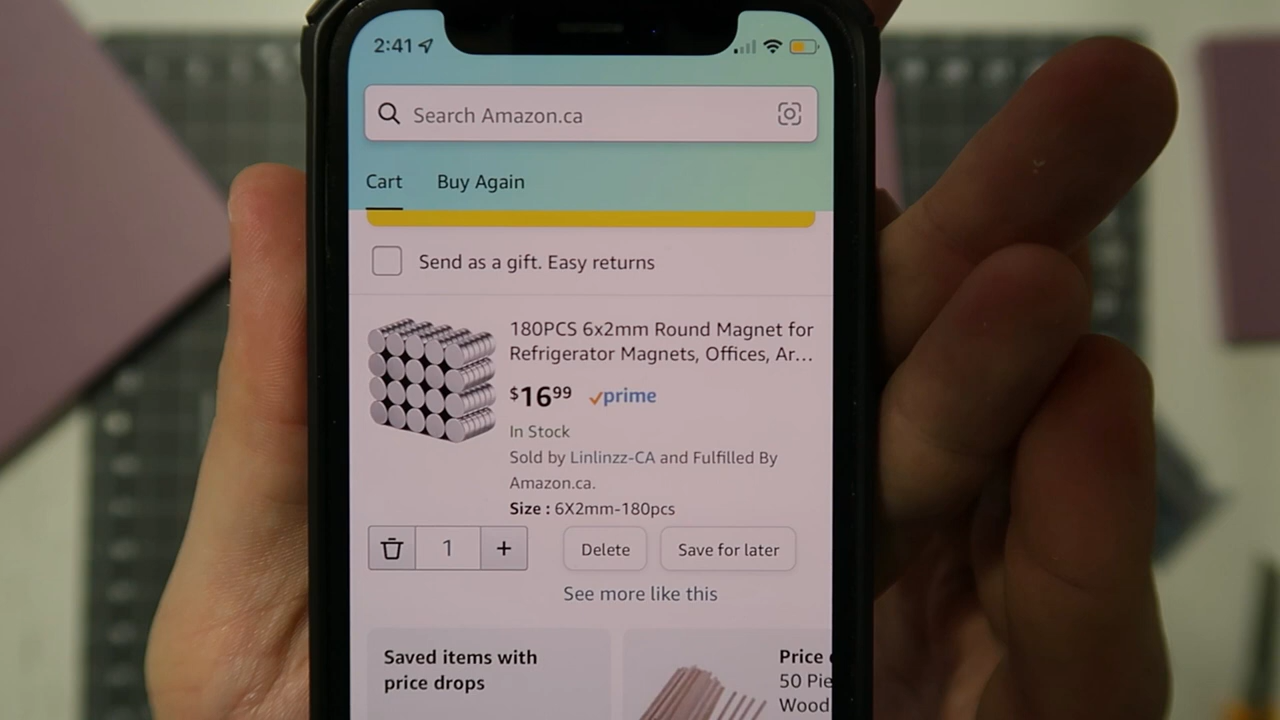 2:41
Search Amazon.ca
Cart Buy Again
Send as a gift. Easy returns
180PCS 6x2mm Round Magnet for
Refrigerator Magnets, Offices, Ar...
$1699 prime
In Stock
Sold by Linlinzz-CA and Fulfilled By
Amazon.ca.
Size : 6X2mm-180pcs
1 + Delete Save for later
See more like this
Saved items with
price drops
Price
50 Pie
Wood